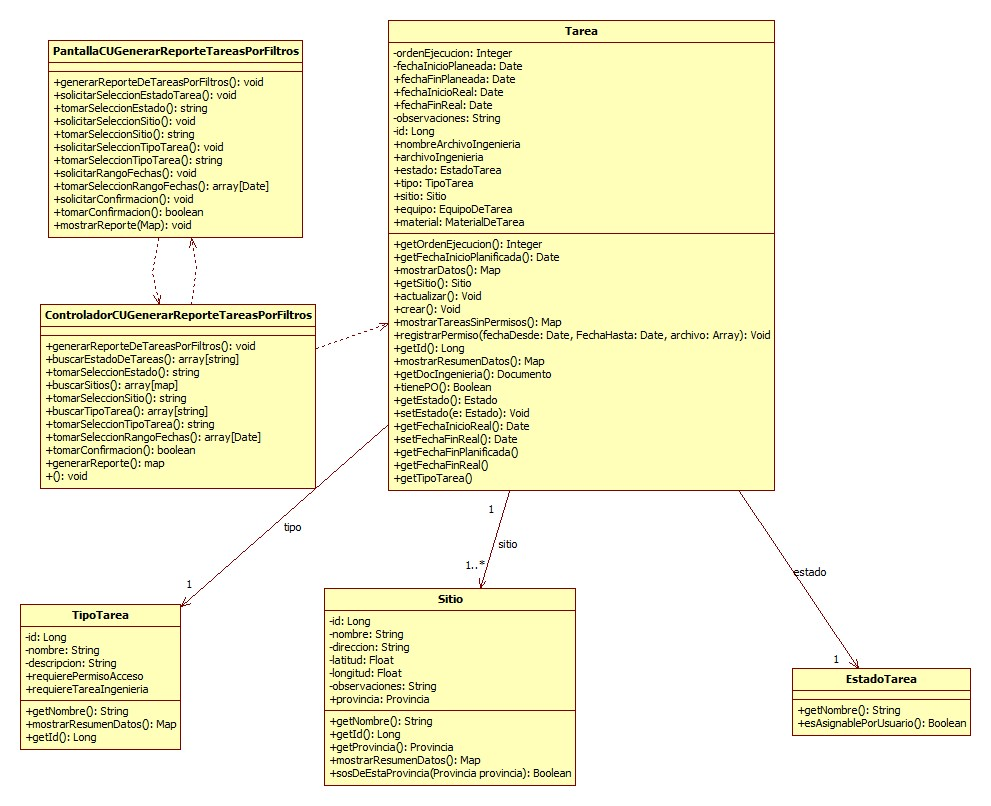 PantallaCUGenerarReporteTareasPorFiltros
+generarReporteDeTareasPorFiltros(): void
+solicitarSeleccionEstadoTarea(): void
+tomarSeleccionEstado(): string
+solicitarSeleccionSitio(): void
+tomarSeleccionSitio(): string
+solicitarSeleccionTipoTarea(): void
+tomarSeleccionTipoTarea(): string
+solicitarRangoFechas(): void
+tomarSeleccionRangoFechas(): array[Date]
+solicitarConfirmacion(): void
+tomarConfirmacion(): boolean
+mostrarReporte(Map): void
ControladorCUGenerarReporteTareasPorFiltros
+generarReporteDeTareasPorFiltros(): void
+buscarEstadoDeTareas(): array[string]
+tomarSeleccionEstado(): string
+buscarSitios(): array[map]
+tomarSeleccionSitio(): string
+buscarTipoTarea(): array[string]
+tomarSeleccionTipoTarea(): string
+tomarSeleccionRangoFechas(): array[Date]
+tomarConfirmacion(): boolean
+generarReporte(): map
+(): void
Tarea
-ordenEjecucion: Integer
-fechaInicioPlaneada: Date
+fechaFinPlaneada: Date
+fechaInicioReal: Date
+fechaFinReal: Date
-observaciones: String
-id: Long
+nombreArchivoIngenieria
+archivoIngenieria
+estado: EstadoTarea
+tipo: TipoTarea
+sitio: Sitio
+equipo: EquipoDeTarea
+material: MaterialDeTarea
+getOrdenEjecucion(): Integer
+getFechaInicioPlanificada(): Date
+mostrarDatos(): Map
+getSitio(): Sitio
+actualizar(): Void
+crear(): Void
+mostrarTareasSinPermisos(): Map
+registrarPermiso(fechaDesde: Date, FechaHasta: Date, archivo: Array): Void
+getId(): Long
+mostrarResumenDatos(): Map
+getDocIngenieria(): Documento
+tienePO(): Boolean
+getEstado(): Estado
+setEstado(e: Estado): Void
+getFechaInicioReal(): Date
+setFechaFinReal(): Date
+getFechaFinPlanificada()
+getFechaFinReal()
+getTipoTarea()
tipo
1
1
sitio
1..*
estado
1
TipoTarea
-id: Long
-nombre: String
-descripcion: String
+requierePermisoAcceso
+requiereTareaIngenieria
+getNombre(): String
+mostrarResumenDatos(): Map
+getId(): Long
Sitio
-id: Long
-nombre: String
-direccion: String
-latitud: Float
-longitud: Float
-observaciones: String
+provincia: Provincia
+getNombre(): String
+getId(): Long
+getProvincia(): Provincia
+mostrarResumenDatos(): Map
+sosDeEstaProvincia(Provincia provincia): Boolean
EstadoTarea
+getNombre(): String
+esAsignablePorUsuario(): Boolean